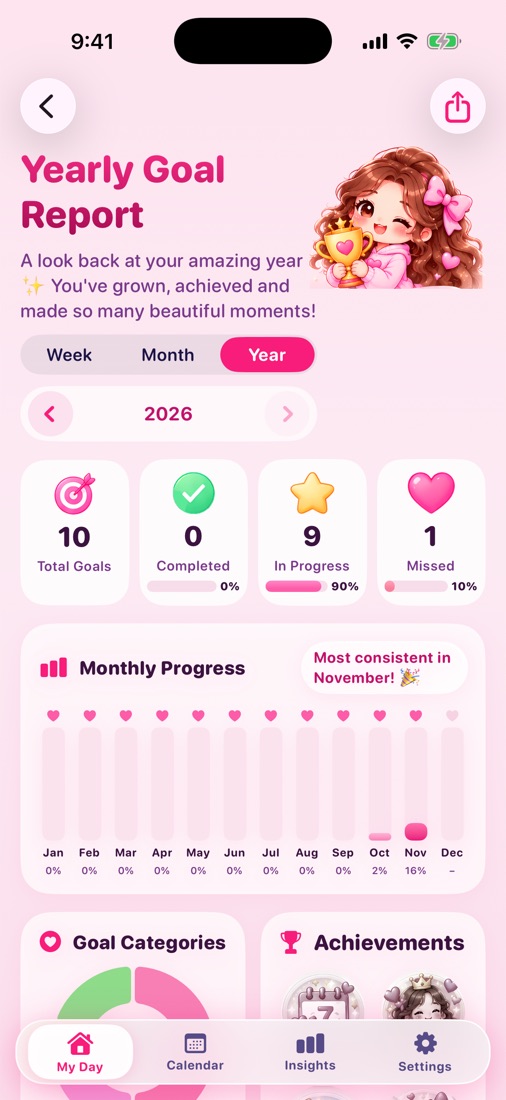 9:41
Yearly Goal
Report
A look back at your amazing year
✨ You've grown, achieved and
made so many beautiful moments!
Week Month Year
2026
10 0 9 1
Total Goals Completed In Progress Missed
0% 90% 10%
Monthly Progress
Most consistent in
November! 🎉
Jan Feb Mar Apr May Jun Jul Aug Sep Oct Nov Dec
0% 0% 0% 0% 0% 0% 0% 0% 0% 2% 16% –
Goal Categories
Achievements
7
My Day Calendar Insights Settings